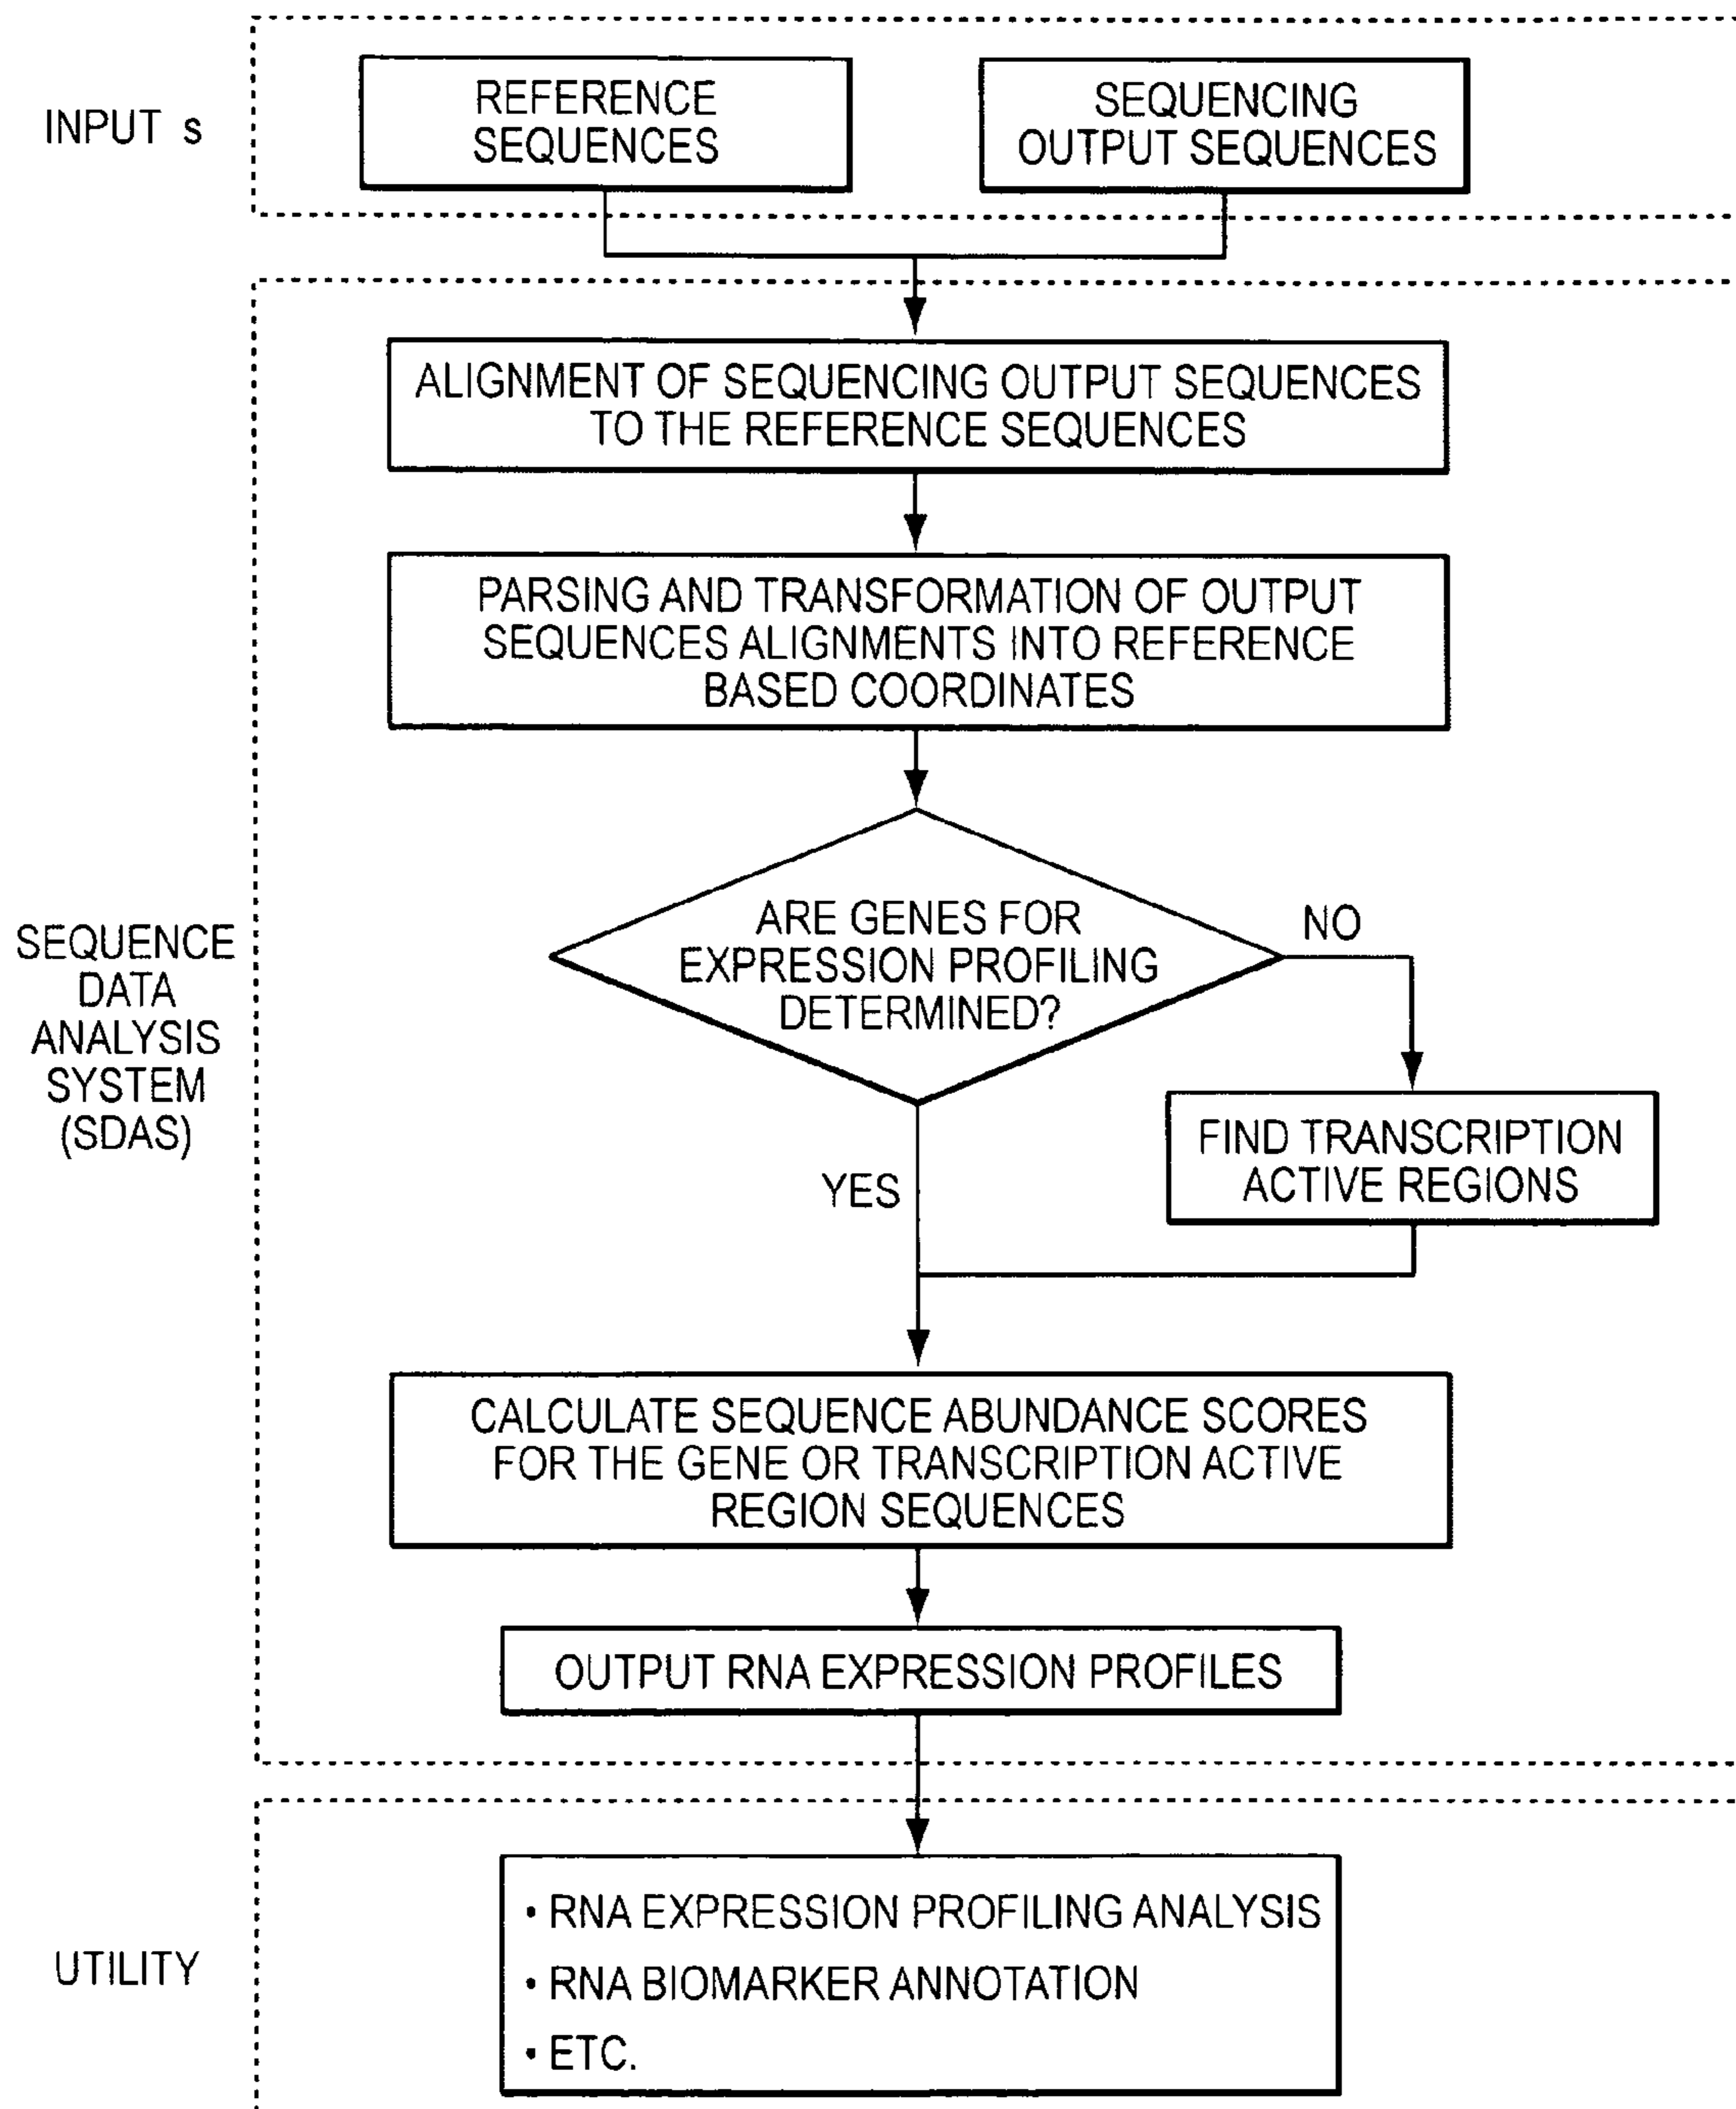 INPUT s
REFERENCE
SEQUENCES
SEQUENCING
OUTPUT SEQUENCES
ALIGNMENT OF SEQUENCING OUTPUT SEQUENCES
TO THE REFERENCE SEQUENCES
PARSING AND TRANSFORMATION OF OUTPUT
SEQUENCES ALIGNMENTS INTO REFERENCE
BASED COORDINATES
SEQUENCE
DATA
ANALYSIS
SYSTEM
(SDAS)
ARE GENES FOR
EXPRESSION PROFILING
DETERMINED?
NO
FIND TRANSCRIPTION
ACTIVE REGIONS
YES
CALCULATE SEQUENCE ABUNDANCE SCORES
FOR THE GENE OR TRANSCRIPTION ACTIVE
REGION SEQUENCES
OUTPUT RNA EXPRESSION PROFILES
UTILITY
• RNA EXPRESSION PROFILING ANALYSIS
• RNA BIOMARKER ANNOTATION
• ETC.